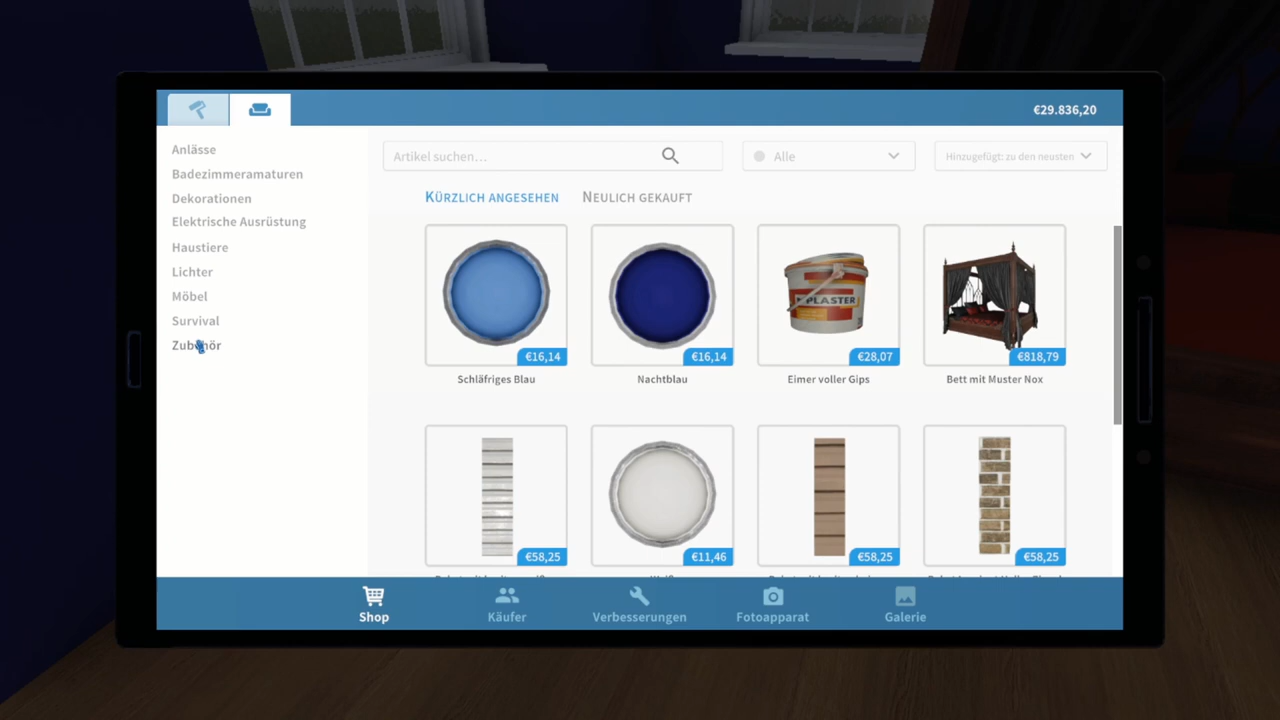 €29.836,20
Anlässe
Badezimmeramaturen
Dekorationen
Elektrische Ausrüstung
Haustiere
Lichter
Möbel
Survival
Zubehör
Artikel suchen...
Alle
Hinzugefügt: zu den neusten
KÜRZLICH ANGESEHEN
NEULICH GEKAUFT
€16,14
€16,14
PLASTER
€28,07
€818,79
Schläfriges Blau
Nachtblau
Eimer voller Gips
Bett mit Muster Nox
€58,25
€11,46
€58,25
€58,25
Shop
Käufer
Verbesserungen
Fotoapparat
Galerie